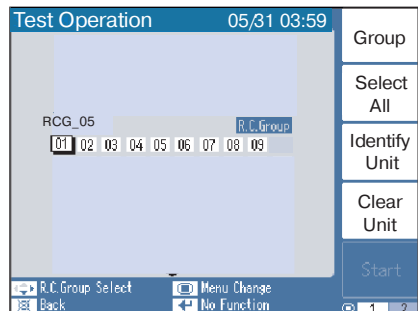 Test Operation 05/31 03:59
Group
Select
All
RCG_05
R.C.Group
01 02 03 04 05 06 07 08 09
Identify
Unit
Clear
Unit
Start
R.C.Group Select Menu Change
Back No Function
1 2